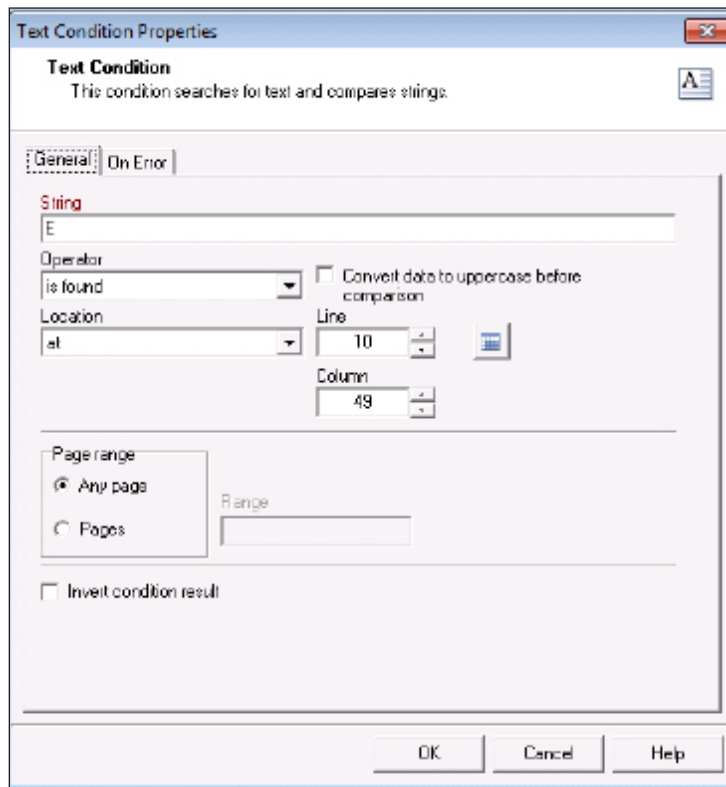 Text Condition Properties
Text Condition
This condition searches for text and compares strings.
General
On Error
String
E
Operator
is found
Convert data to uppercase before
comparison
Location
at
Line
10
Column
49
Page range
Any page
Pages
Range
Invert condition result
OK
Cancel
Help